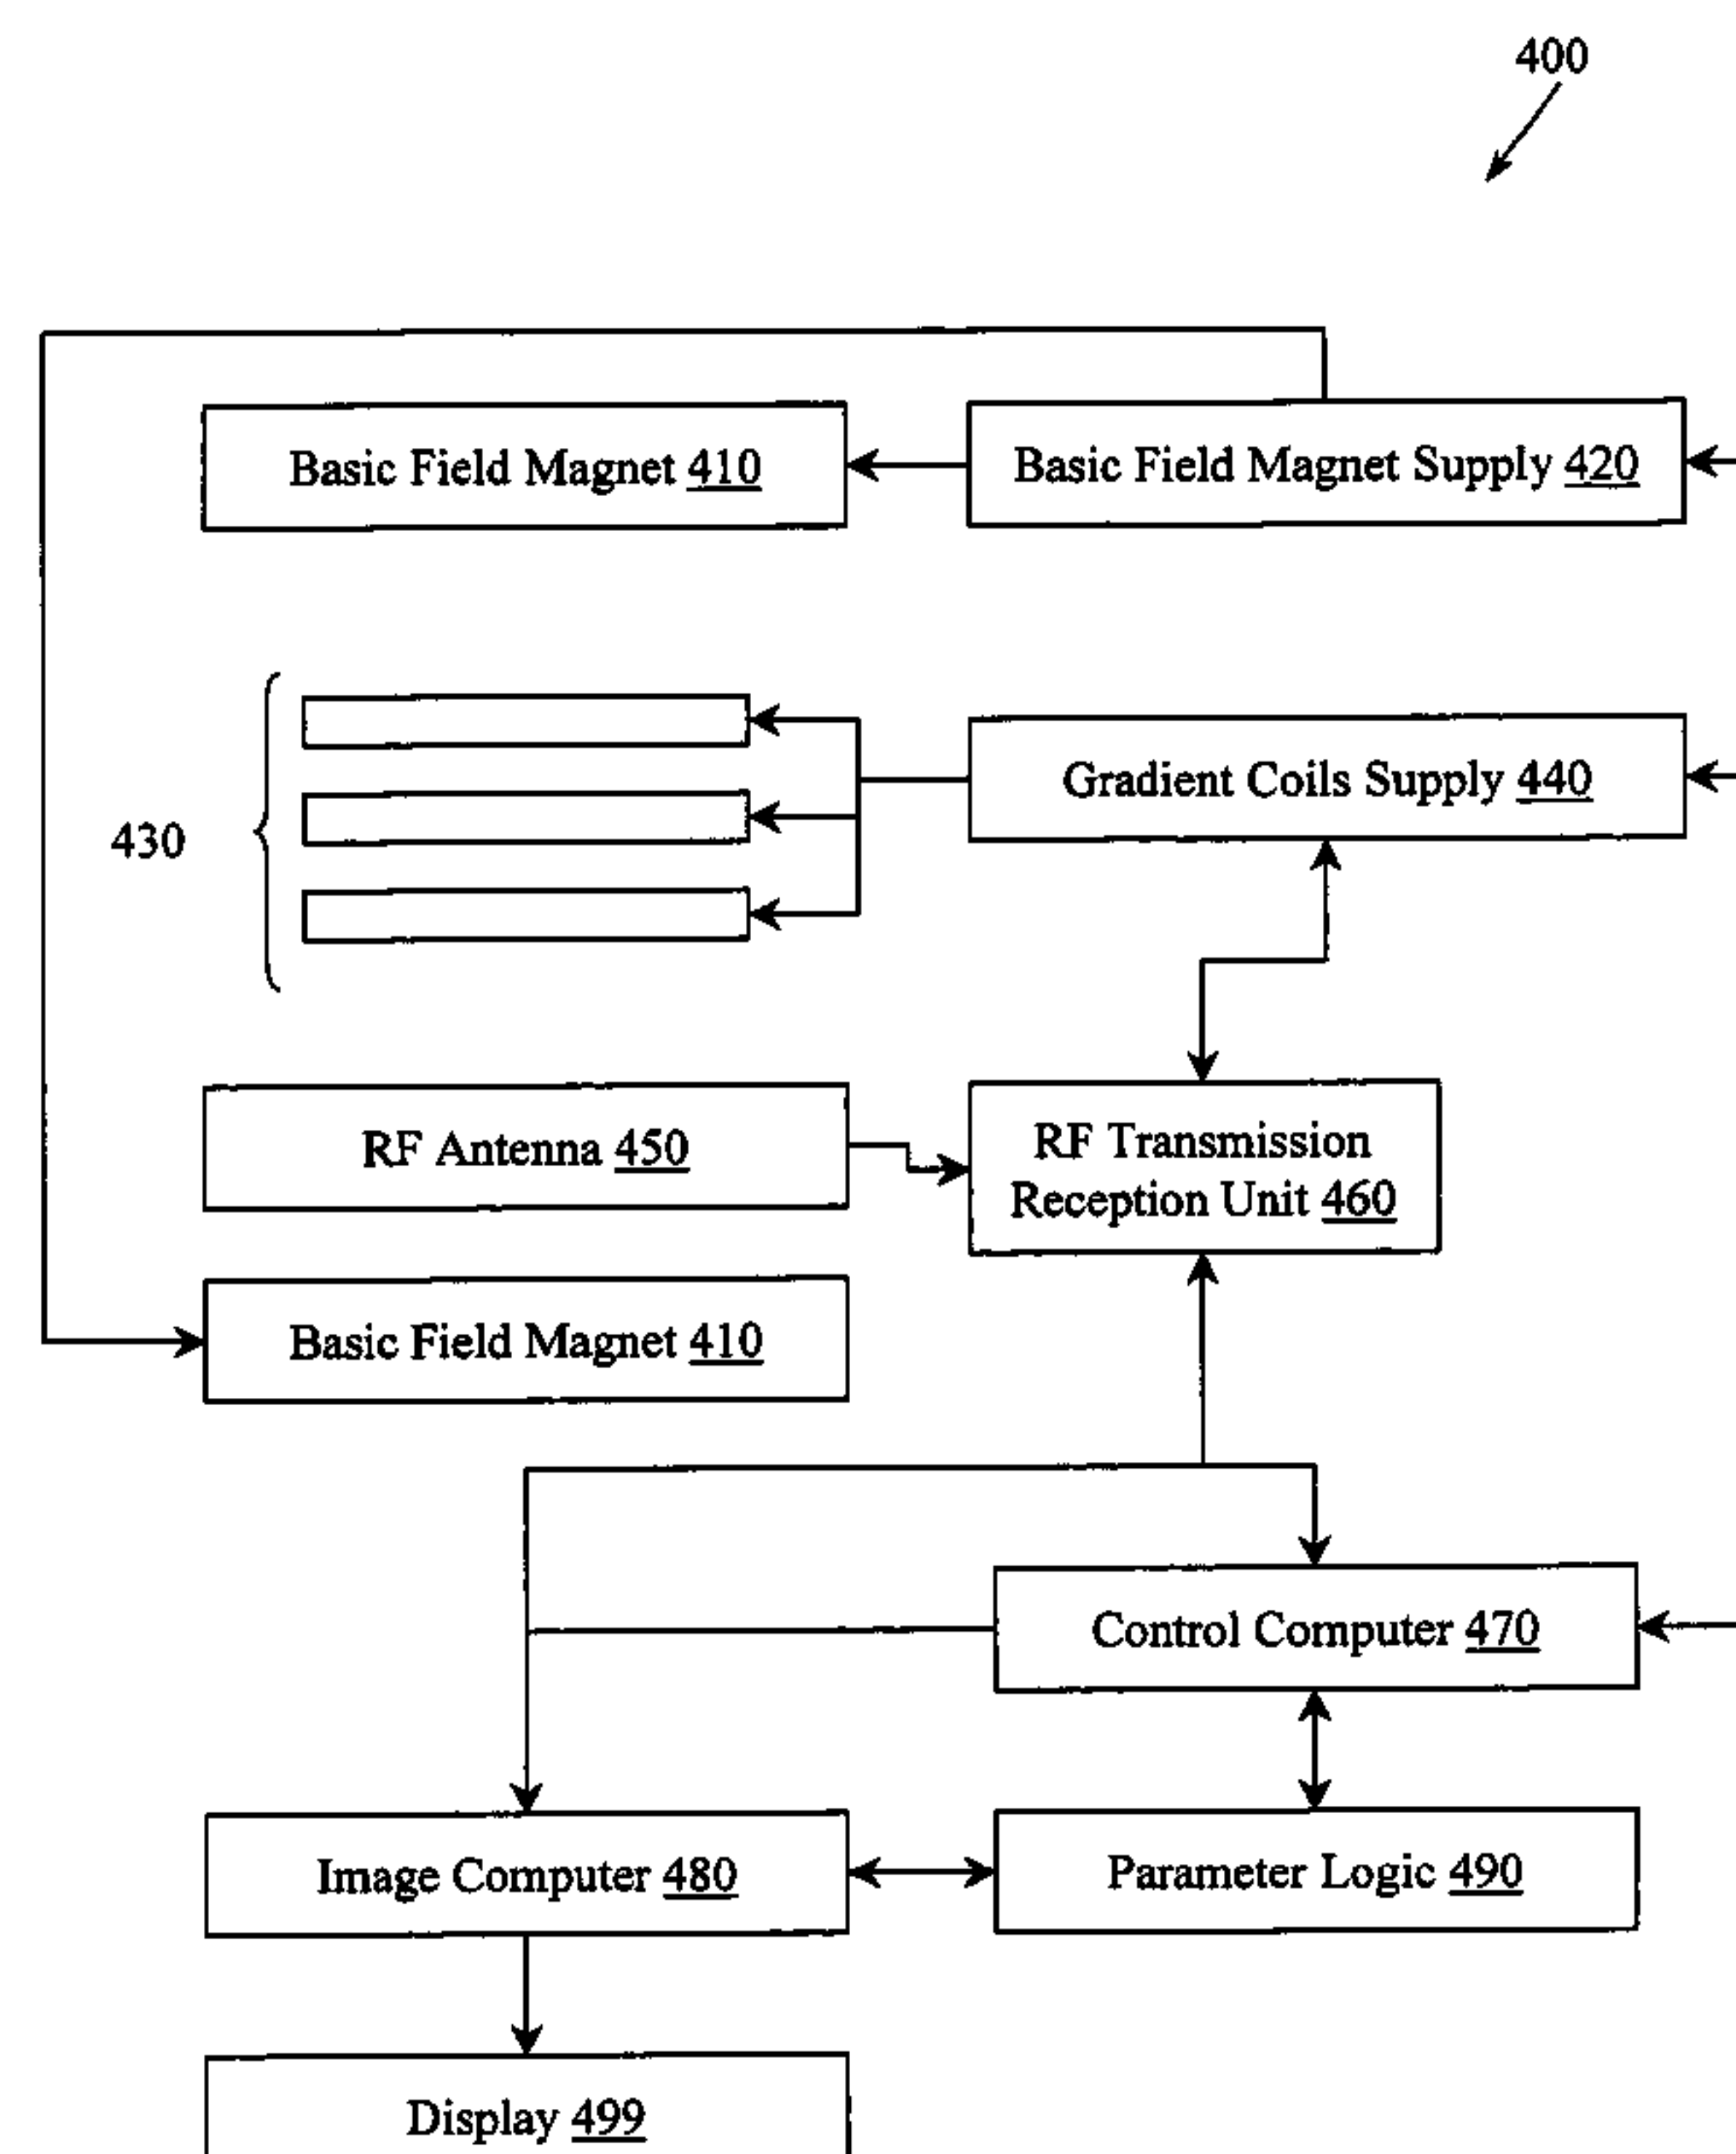 400
Basic Field Magnet 410
Basic Field Magnet Supply 420
Gradient Coils Supply 440
430
RF Antenna 450
RF Transmission
Reception Unit 460
Basic Field Magnet 410
Control Computer 470
Image Computer 480
Parameter Logic 490
Display 499